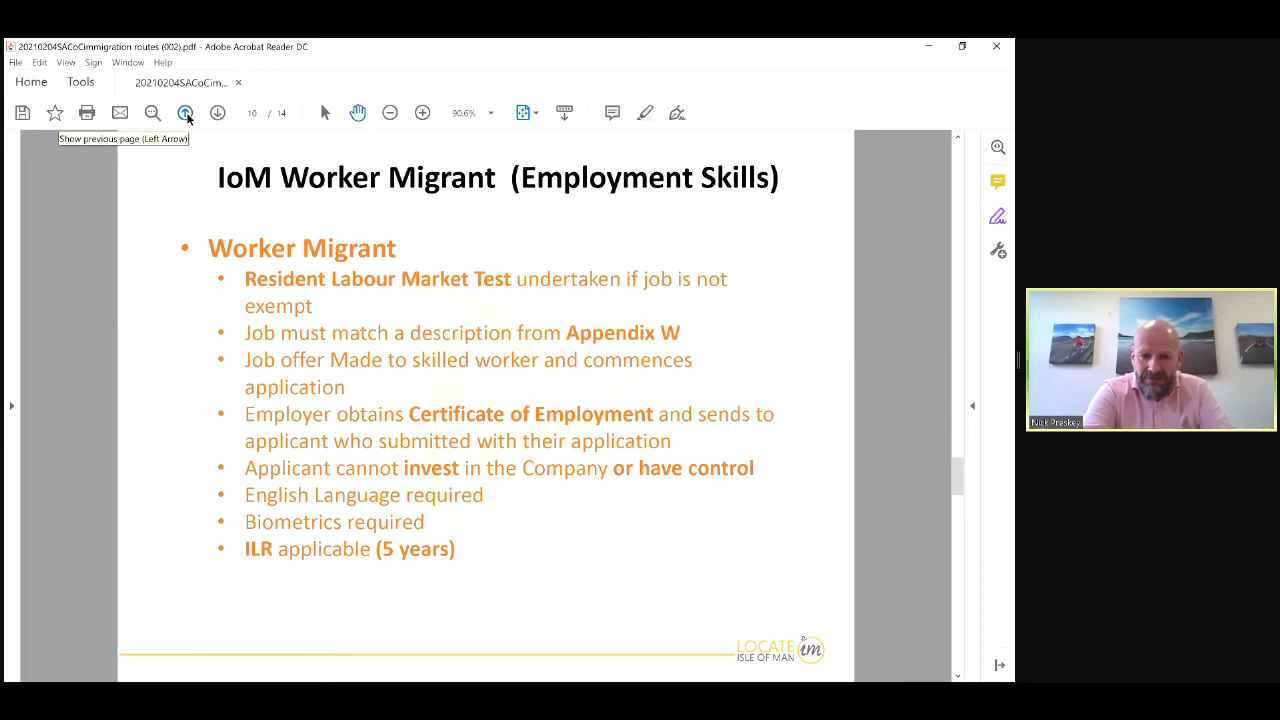 20210204SACoCimmigration routes (002).pdf - Adobe Acrobat Reader DC
File Edit View Sign Window Help
Home Tools 20210204SACoCim... ×
10 / 14 90.6%
Show previous page (Left Arrow)
IoM Worker Migrant (Employment Skills)
• Worker Migrant
• Resident Labour Market Test undertaken if job is not
exempt
• Job must match a description from Appendix W
• Job offer Made to skilled worker and commences
application
• Employer obtains Certificate of Employment and sends to
applicant who submitted with their application
• Applicant cannot invest in the Company or have control
• English Language required
• Biometrics required
• ILR applicable (5 years)
LOCATE
ISLE OF MAN
im
Nick Preskey